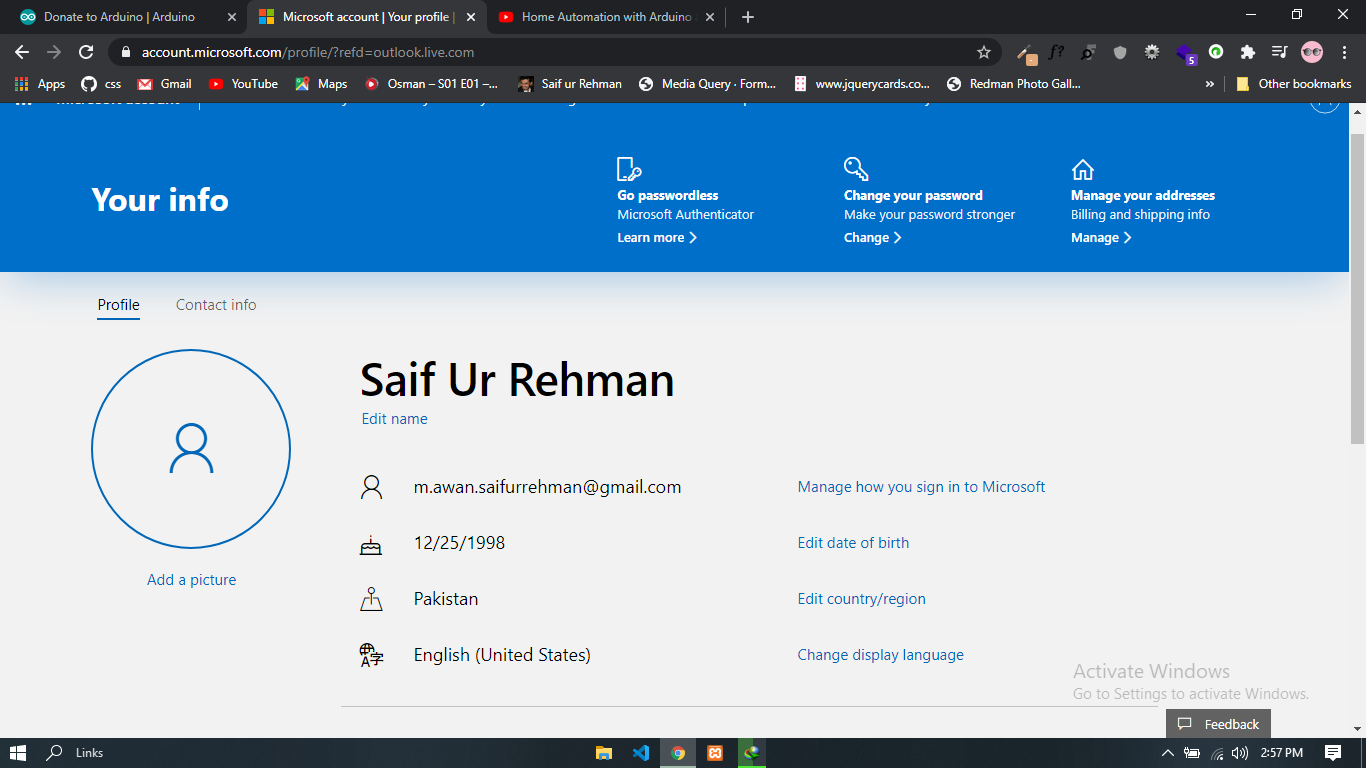 Donate to Arduino | Arduino
Microsoft account | Your profile |
Home Automation with Arduino
account.microsoft.com/profile/?refd=outlook.live.com
f?
5
Apps
css
Gmail
YouTube
Maps
Osman – S01 E01 –...
Saif ur Rehman
Media Query · Form...
www.jquerycards.co...
Redman Photo Gall...
»
Other bookmarks
Your info
Go passwordless
Microsoft Authenticator
Learn more
Change your password
Make your password stronger
Change
Manage your addresses
Billing and shipping info
Manage
Profile
Contact info
Saif Ur Rehman
Edit name
m.awan.saifurrehman@gmail.com
Manage how you sign in to Microsoft
12/25/1998
Edit date of birth
Add a picture
Pakistan
Edit country/region
English (United States)
Change display language
Activate Windows
Go to Settings to activate Windows.
Feedback
Links
2:57 PM